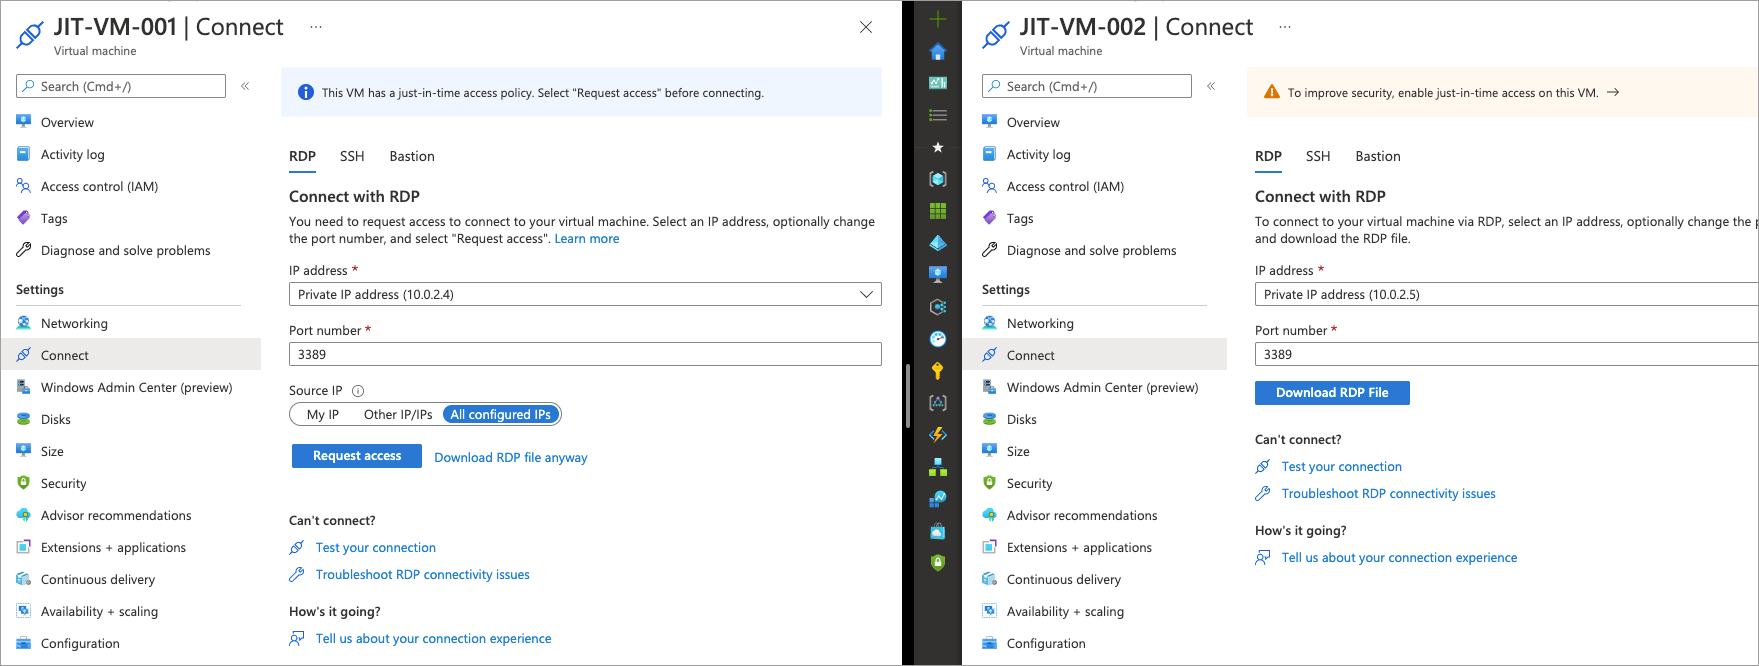 JIT-VM-001 | Connect ...
Virtual machine
Search (Cmd+/)
«
Overview
Activity log
Access control (IAM)
Tags
Diagnose and solve problems
Settings
Networking
Connect
Windows Admin Center (preview)
Disks
Size
Security
Advisor recommendations
Extensions + applications
Continuous delivery
Availability + scaling
Configuration
This VM has a just-in-time access policy. Select "Request access" before connecting.
RDP SSH Bastion
Connect with RDP
You need to request access to connect to your virtual machine. Select an IP address, optionally change
the port number, and select "Request access". Learn more
IP address *
Private IP address (10.0.2.4)
Port number *
3389
Source IP
My IP Other IP/IPs All configured IPs
Request access Download RDP file anyway
Can't connect?
Test your connection
Troubleshoot RDP connectivity issues
How's it going?
Tell us about your connection experience
JIT-VM-002 | Connect ...
Virtual machine
Search (Cmd+/)
«
Overview
Activity log
Access control (IAM)
Tags
Diagnose and solve problems
Settings
Networking
Connect
Windows Admin Center (preview)
Disks
Size
Security
Advisor recommendations
Extensions + applications
Continuous delivery
Availability + scaling
Configuration
To improve security, enable just-in-time access on this VM. →
RDP SSH Bastion
Connect with RDP
To connect to your virtual machine via RDP, select an IP address, optionally change the
and download the RDP file.
IP address *
Private IP address (10.0.2.5)
Port number *
3389
Download RDP File
Can't connect?
Test your connection
Troubleshoot RDP connectivity issues
How's it going?
Tell us about your connection experience